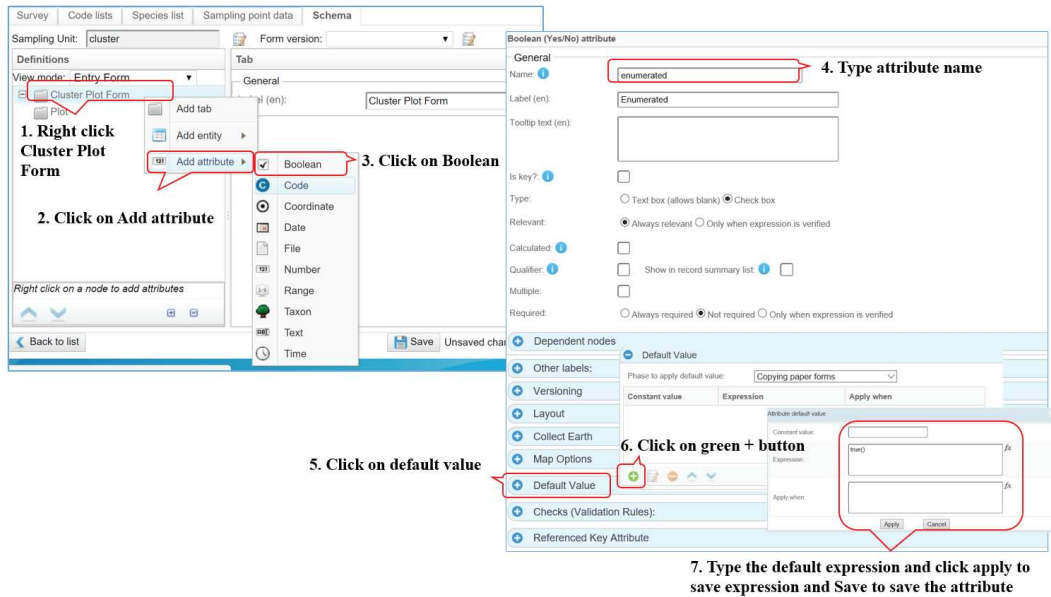 Survey Code lists Species list Sampling point data Schema
Sampling Unit: cluster Form version:
Definitions
View mode: Entry Form
Cluster Plot Form
Plot
1. Right click
Cluster Plot
Form
2. Click on Add attribute
Right click on a node to add attributes
Back to list
Tab
General
el (en): Cluster Plot Form
Add tab
Add entity
Add attribute
Boolean
Code
Coordinate
Date
File
Number
Range
Taxon
Text
Time
3. Click on Boolean
Save Unsaved char
Boolean (Yes/No) attribute
General
Name: enumerated
4. Type attribute name
Label (en): Enumerated
Tooltip text (en):
Is key?:
Type: Text box (allows blank) Check box
Relevant: Always relevant Only when expression is verified
Calculated:
Qualifier: Show in record summary list:
Multiple:
Required: Always required Not required Only when expression is verified
Dependent nodes
Other labels:
Versioning
Layout
Collect Earth
Map Options
Default Value
Checks (Validation Rules):
Referenced Key Attribute
5. Click on default value
Default Value
Phase to apply default value: Copying paper forms
Constant value Expression Apply when
6. Click on green + button
Attribute default value
Constant value:
Expression: true() fx
Apply when: fx
Apply Cancel
7. Type the default expression and click apply to
save expression and Save to save the attribute